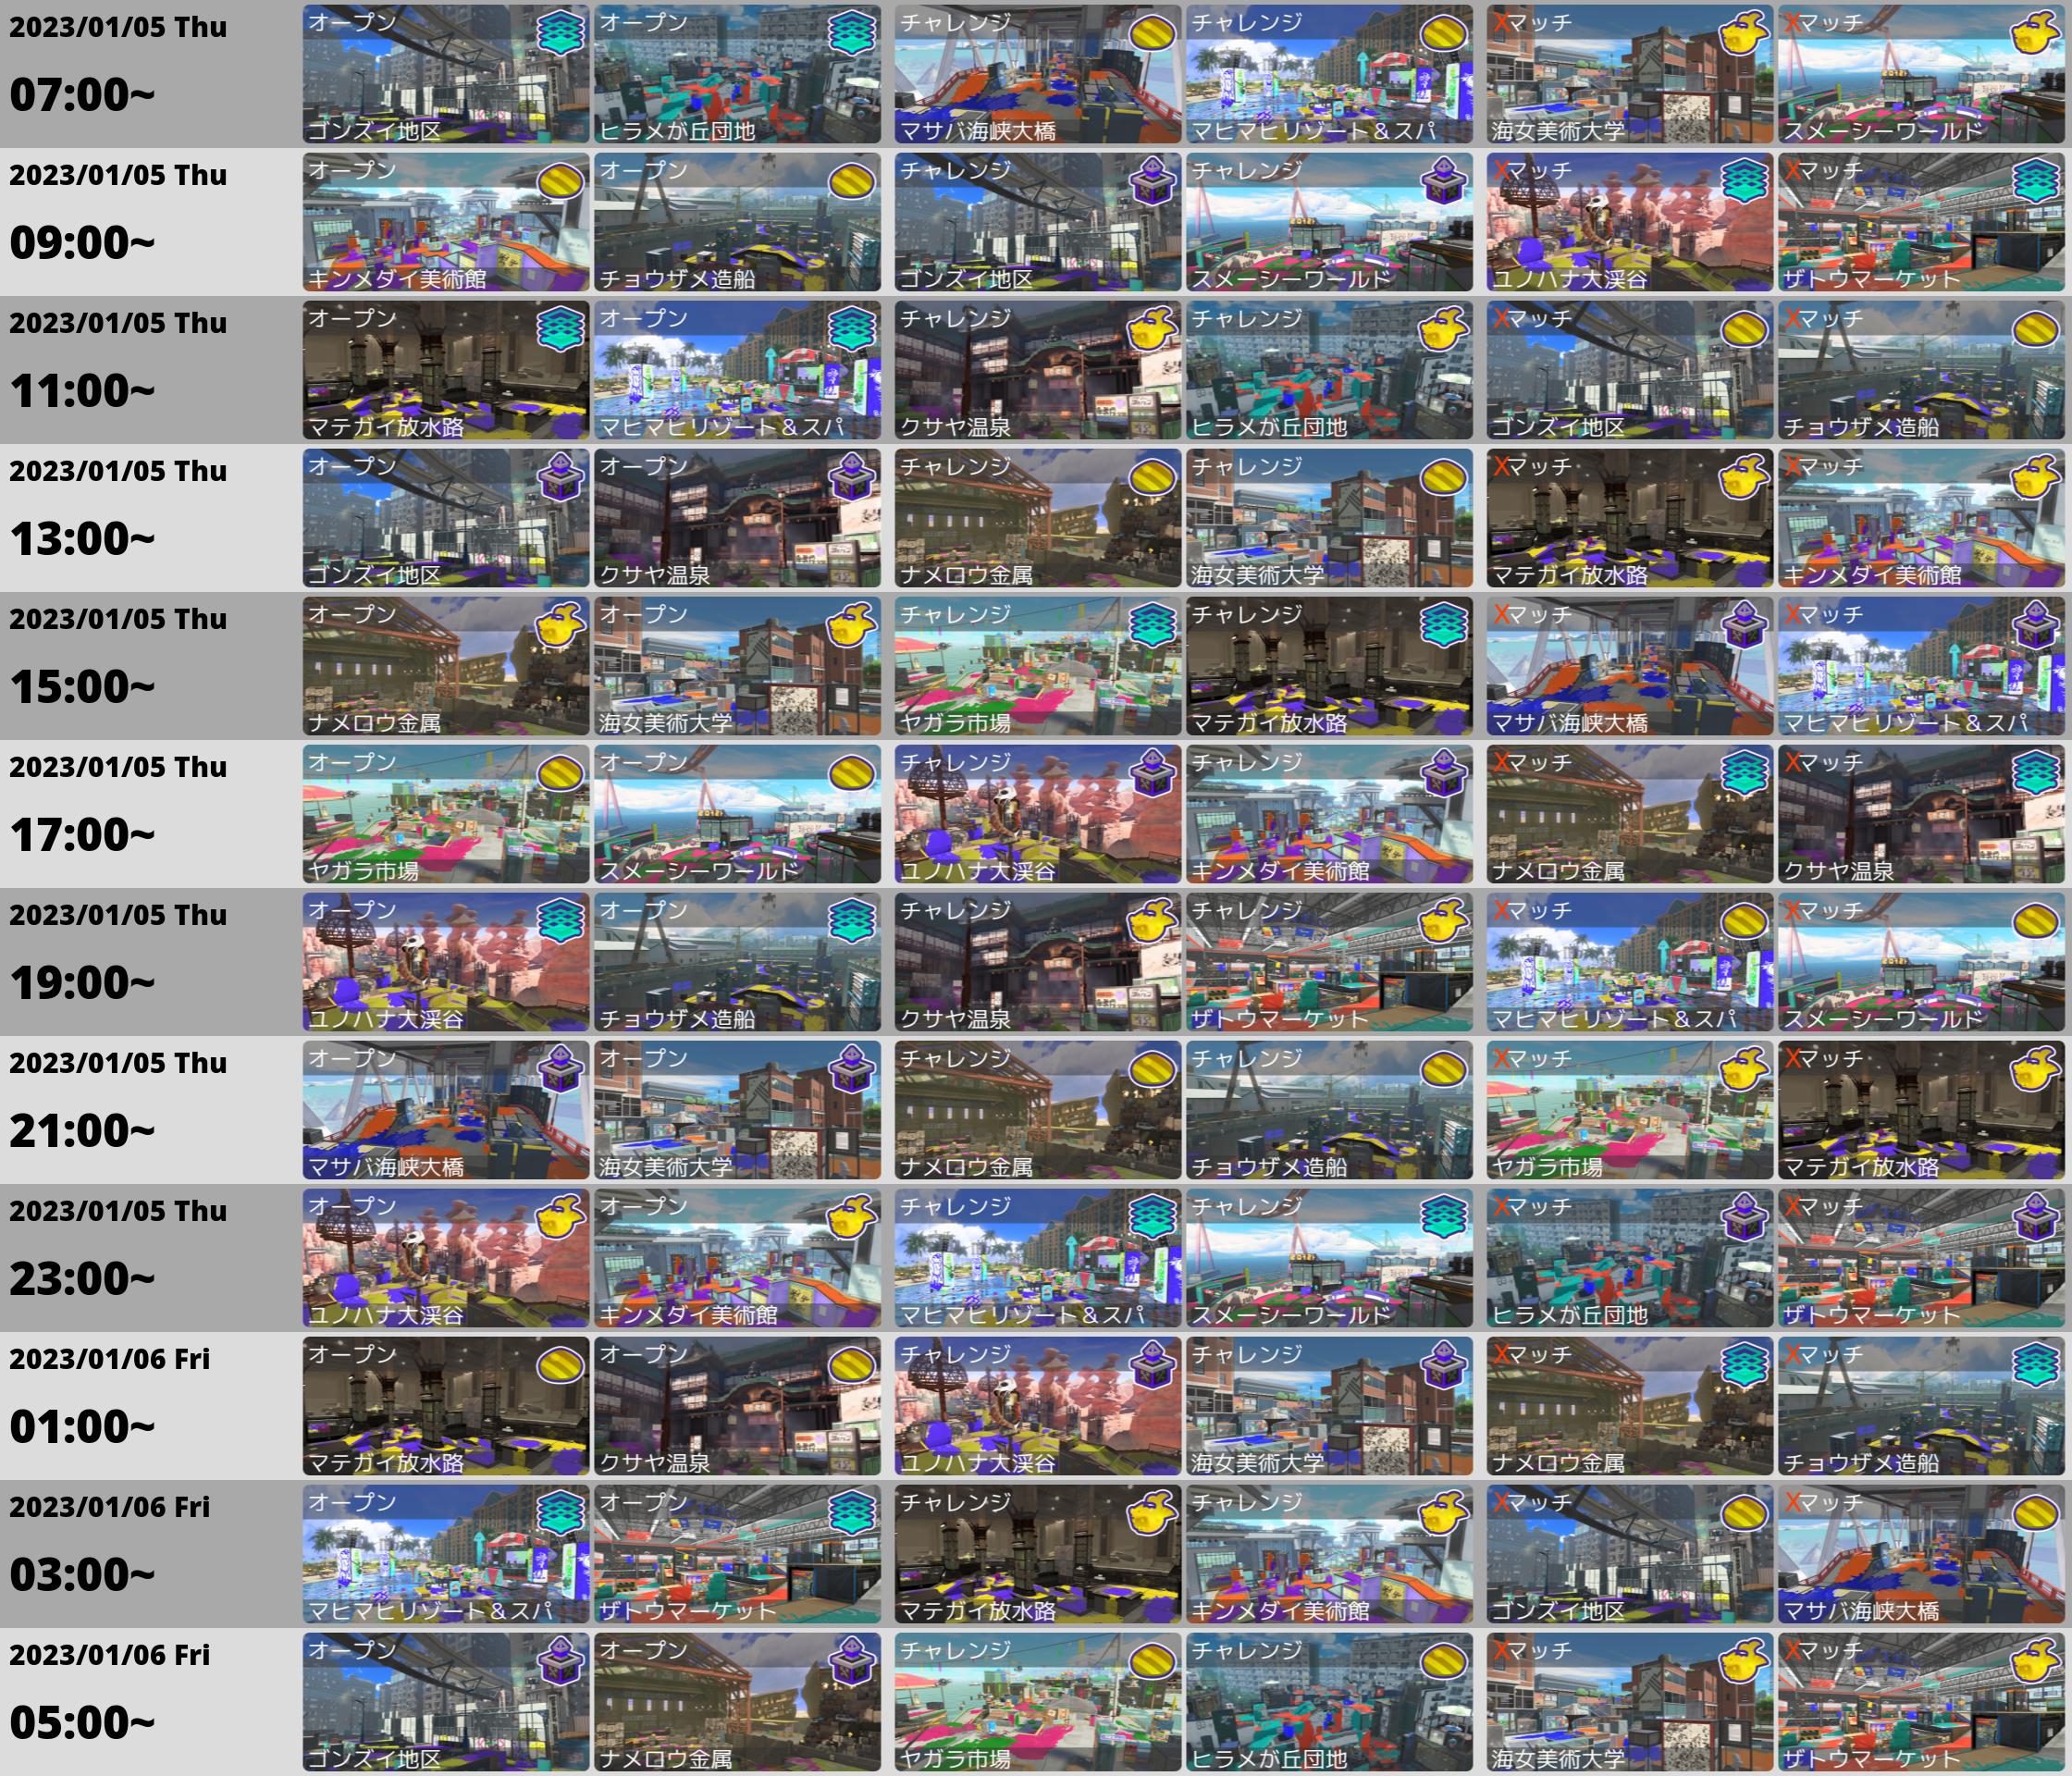 2023/01/05 Thu
07:00~
オープン オープン チャレンジ チャレンジ Xマッチ Xマッチ
ゴンズイ地区 ヒラメが丘団地 マサバ海峡大橋 マヒマヒリゾート＆スパ 海女美術大学 スメーシーワールド
2023/01/05 Thu
09:00~
オープン オープン チャレンジ チャレンジ Xマッチ Xマッチ
キンメダイ美術館 チョウザメ造船 ゴンズイ地区 スメーシーワールド ユノハナ大渓谷 ザトウマーケット
2023/01/05 Thu
11:00~
オープン オープン チャレンジ チャレンジ Xマッチ Xマッチ
マテガイ放水路 マヒマヒリゾート＆スパ クサヤ温泉 ヒラメが丘団地 ゴンズイ地区 チョウザメ造船
2023/01/05 Thu
13:00~
オープン オープン チャレンジ チャレンジ Xマッチ Xマッチ
ゴンズイ地区 クサヤ温泉 ナメロウ金属 海女美術大学 マテガイ放水路 キンメダイ美術館
2023/01/05 Thu
15:00~
オープン オープン チャレンジ チャレンジ Xマッチ Xマッチ
ナメロウ金属 海女美術大学 ヤガラ市場 マテガイ放水路 マサバ海峡大橋 マヒマヒリゾート＆スパ
2023/01/05 Thu
17:00~
オープン オープン チャレンジ チャレンジ Xマッチ Xマッチ
ヤガラ市場 スメーシーワールド ユノハナ大渓谷 キンメダイ美術館 ナメロウ金属 クサヤ温泉
2023/01/05 Thu
19:00~
オープン オープン チャレンジ チャレンジ Xマッチ Xマッチ
ユノハナ大渓谷 チョウザメ造船 クサヤ温泉 ザトウマーケット マヒマヒリゾート＆スパ スメーシーワールド
2023/01/05 Thu
21:00~
オープン オープン チャレンジ チャレンジ Xマッチ Xマッチ
マサバ海峡大橋 海女美術大学 ナメロウ金属 チョウザメ造船 ヤガラ市場 マテガイ放水路
2023/01/05 Thu
23:00~
オープン オープン チャレンジ チャレンジ Xマッチ Xマッチ
ユノハナ大渓谷 キンメダイ美術館 マヒマヒリゾート＆スパ スメーシーワールド ヒラメが丘団地 ザトウマーケット
2023/01/06 Fri
01:00~
オープン オープン チャレンジ チャレンジ Xマッチ Xマッチ
マテガイ放水路 クサヤ温泉 ユノハナ大渓谷 海女美術大学 ナメロウ金属 チョウザメ造船
2023/01/06 Fri
03:00~
オープン オープン チャレンジ チャレンジ Xマッチ Xマッチ
マヒマヒリゾート＆スパ ザトウマーケット マテガイ放水路 キンメダイ美術館 ゴンズイ地区 マサバ海峡大橋
2023/01/06 Fri
05:00~
オープン オープン チャレンジ チャレンジ Xマッチ Xマッチ
ゴンズイ地区 ナメロウ金属 ヤガラ市場 ヒラメが丘団地 海女美術大学 ザトウマーケット